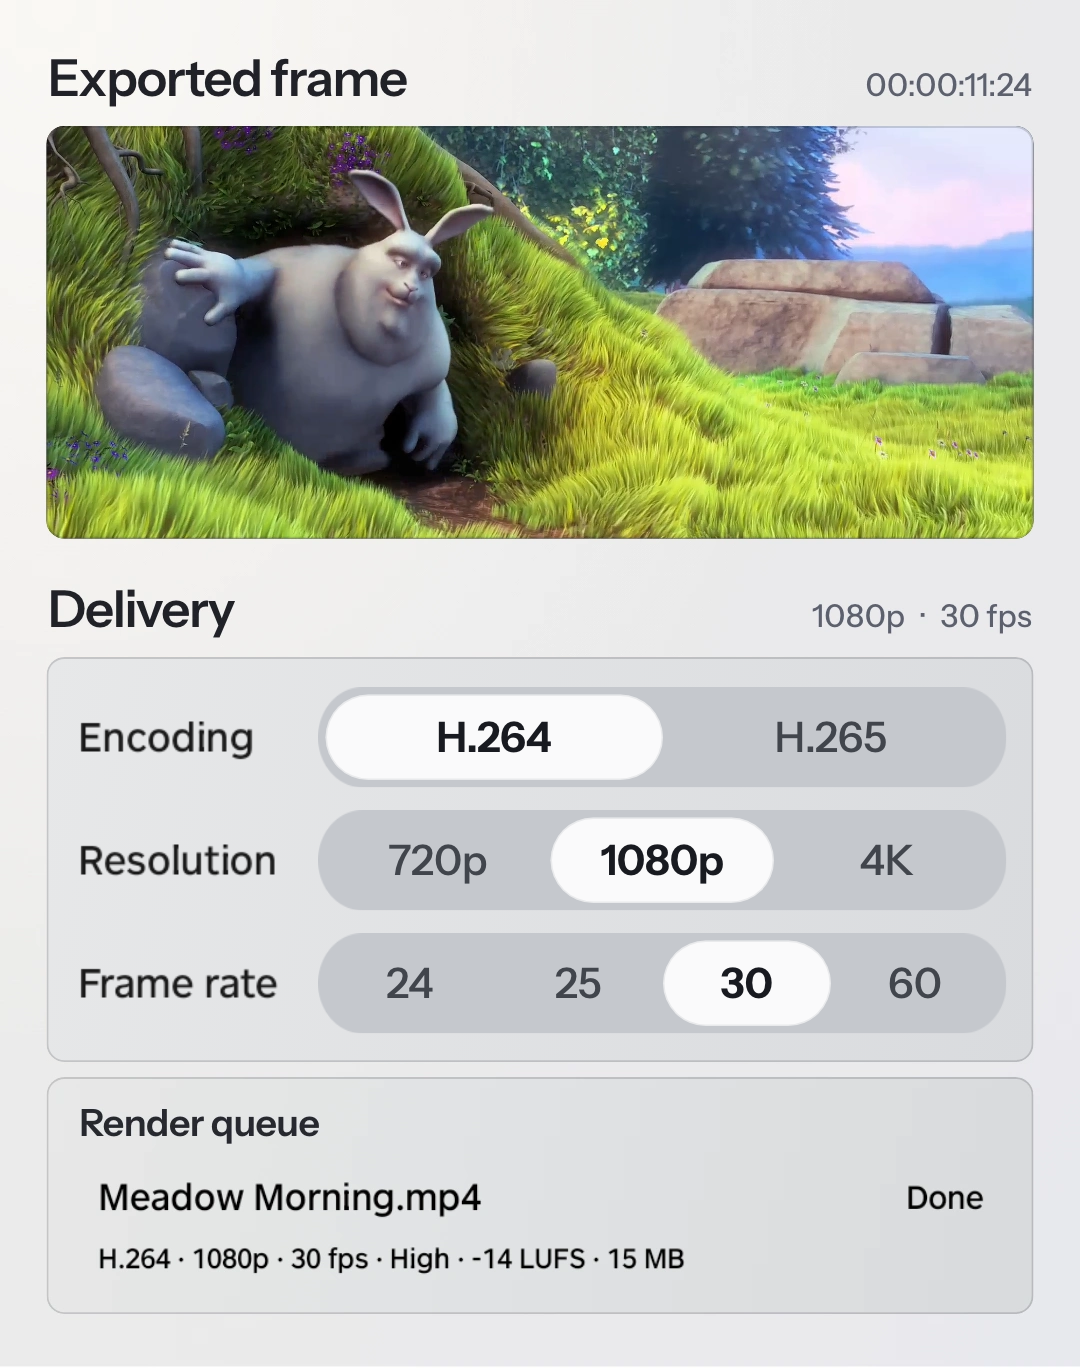 Exported frame
00:00:11:24
Delivery
1080p · 30 fps
Encoding
H.264
H.265
Resolution
720p
1080p
4K
Frame rate
24
25
30
60
Render queue
Meadow Morning.mp4
Done
H.264 · 1080p · 30 fps · High · -14 LUFS · 15 MB